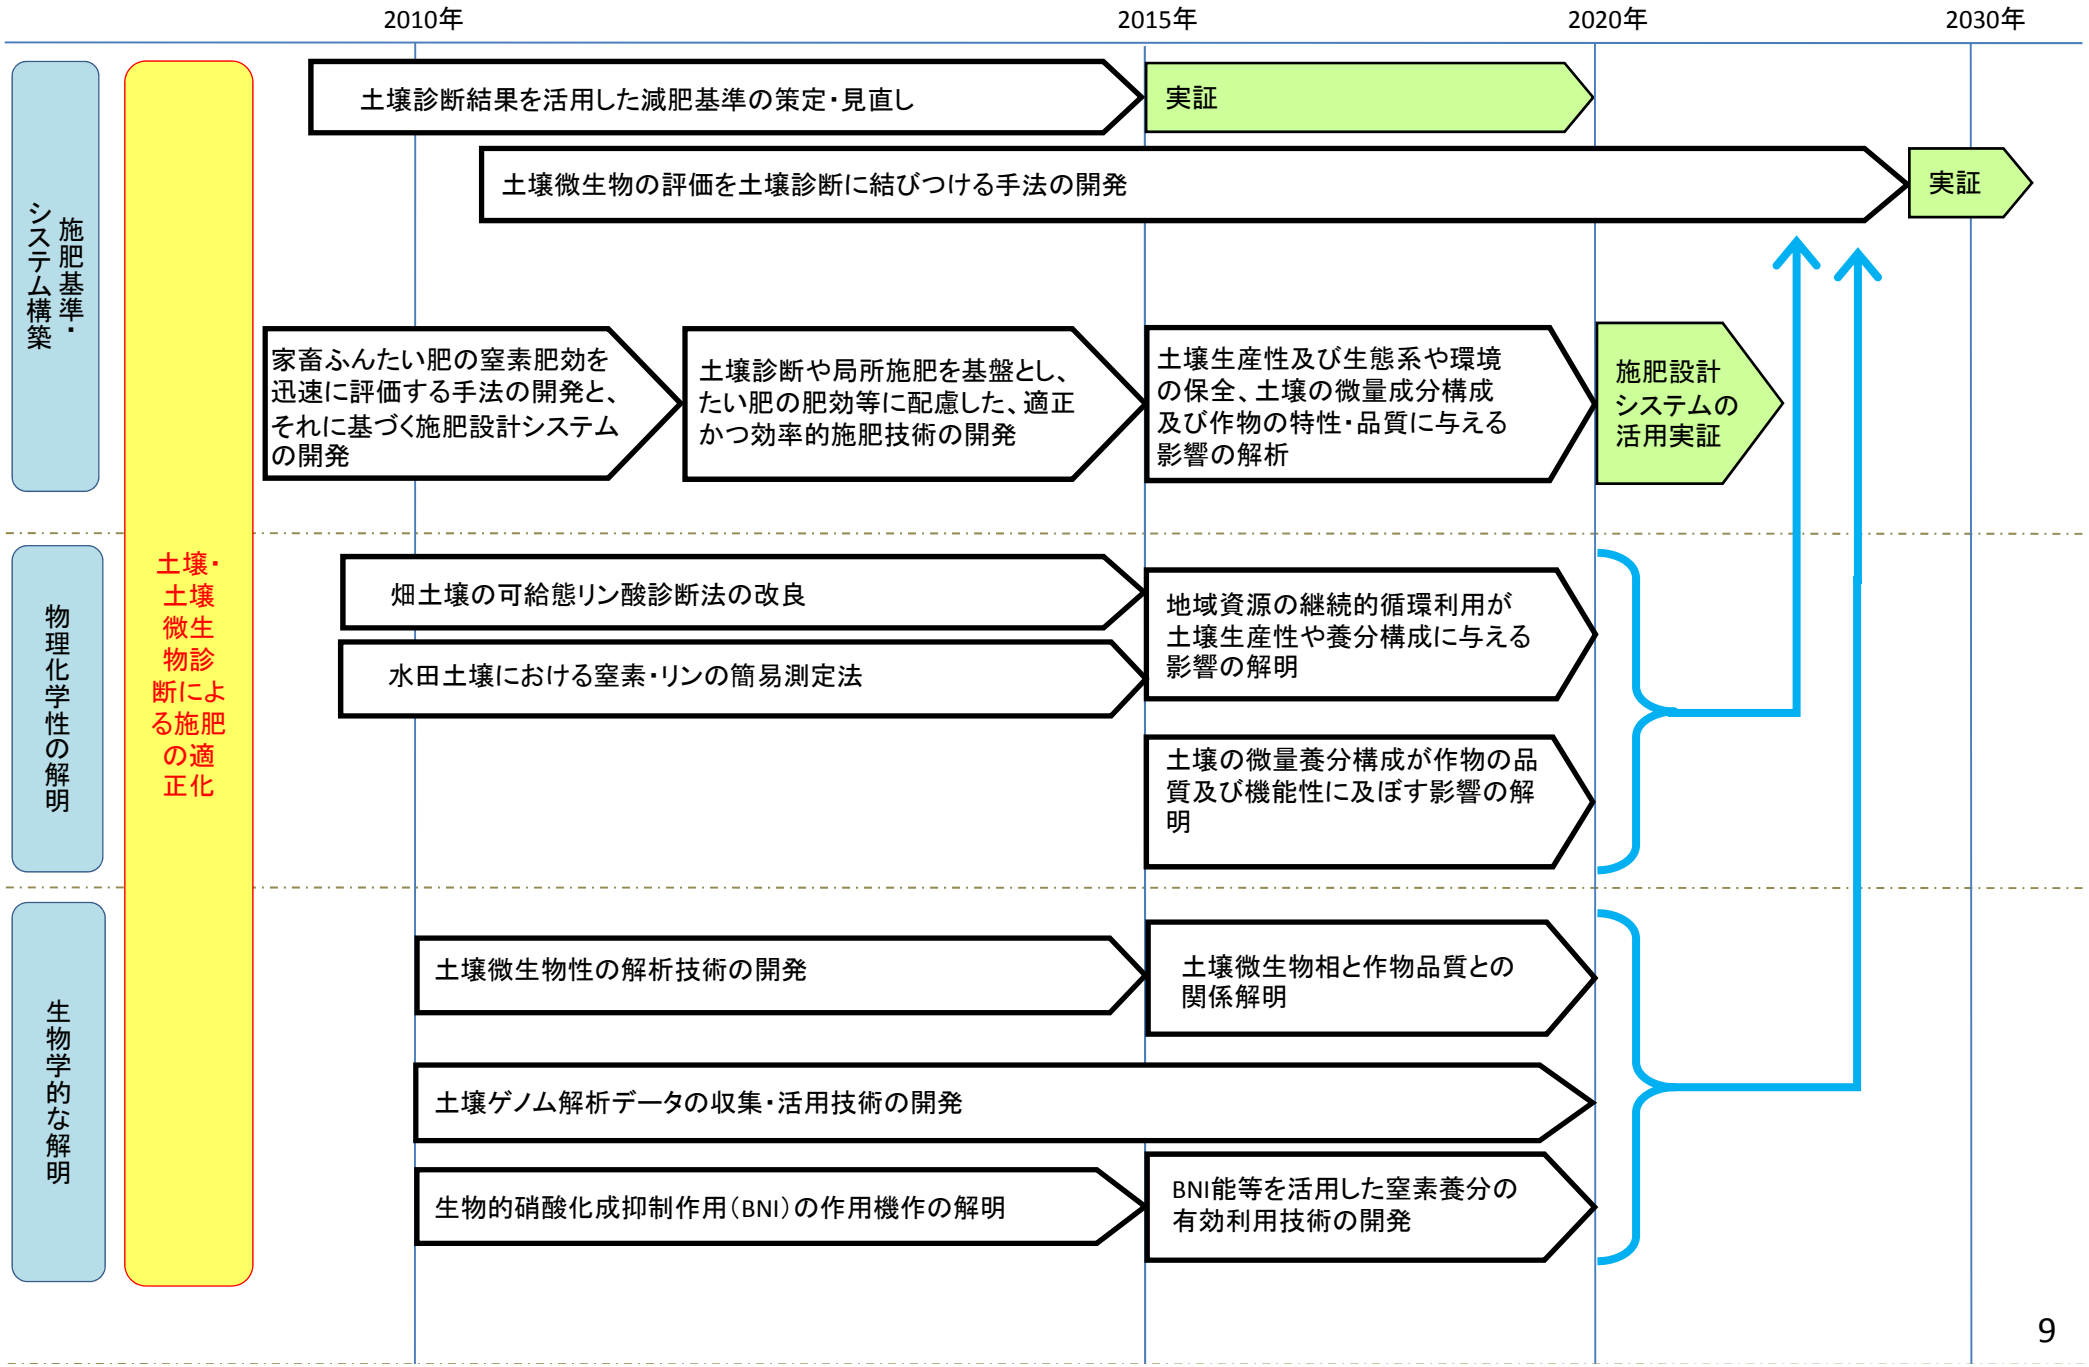 2010年
2015年
2020年
2030年
施肥基準・
システム構築
土壌・
土壌
微生
物診
断によ
る施肥
の適
正化
土壌診断結果を活用した減肥基準の策定・見直し
実証
土壌微生物の評価を土壌診断に結びつける手法の開発
実証
家畜ふんたい肥の窒素肥効を
迅速に評価する手法の開発と、
それに基づく施肥設計システム
の開発
土壌診断や局所施肥を基盤とし、
たい肥の肥効等に配慮した、適正
かつ効率的施肥技術の開発
土壌生産性及び生態系や環境
の保全、土壌の微量成分構成
及び作物の特性・品質に与える
影響の解析
施肥設計
システムの
活用実証
物理化学性の解明
畑土壌の可給態リン酸診断法の改良
水田土壌における窒素・リンの簡易測定法
地域資源の継続的循環利用が
土壌生産性や養分構成に与える
影響の解明
土壌の微量養分構成が作物の品
質及び機能性に及ぼす影響の解
明
生物学的な解明
土壌微生物性の解析技術の開発
土壌微生物相と作物品質との
関係解明
土壌ゲノム解析データの収集・活用技術の開発
生物的硝酸化成抑制作用（BNI）の作用機作の解明
BNI能等を活用した窒素養分の
有効利用技術の開発
9